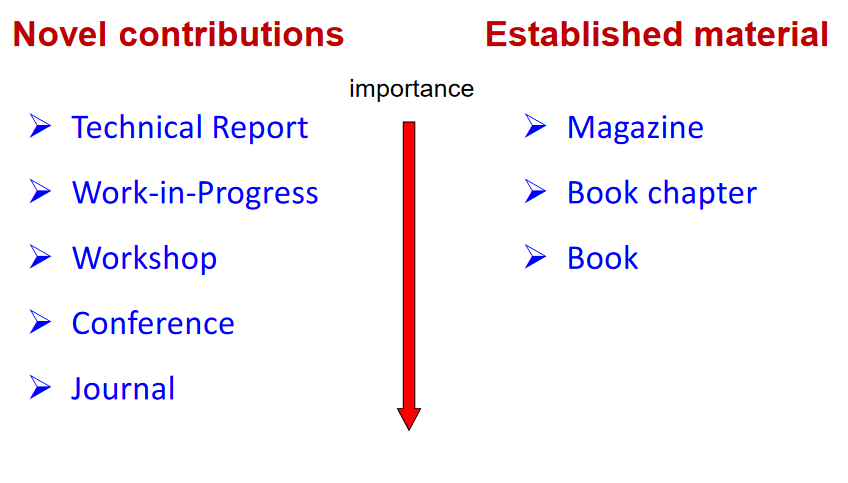 Novel contributions
Established material
importance
Technical Report
Magazine
Work-in-Progress
Book chapter
Workshop
Book
Conference
Journal